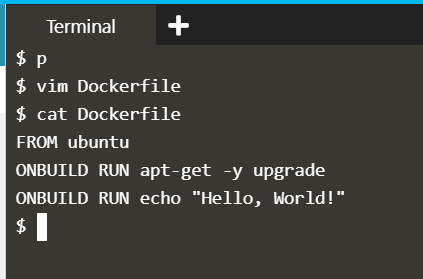 Terminal +
$ p
$ vim Dockerfile
$ cat Dockerfile
FROM ubuntu
ONBUILD RUN apt-get -y upgrade
ONBUILD RUN echo "Hello, World!"
$